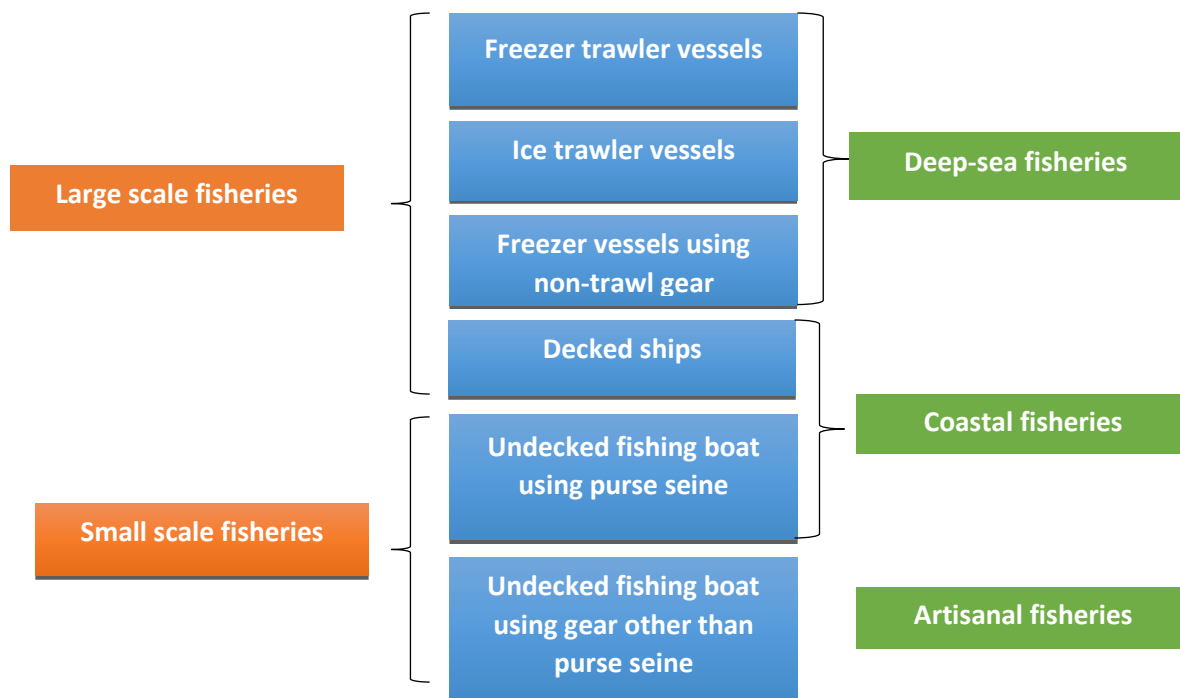 Freezer trawler vessels
Ice trawler vessels
Deep-sea fisheries
Large scale fisheries
Freezer vessels using
non-trawl gear
Decked ships
Coastal fisheries
Undecked fishing boat
using purse seine
Small scale fisheries
Undecked fishing boat
using gear other than
purse seine
Artisanal fisheries